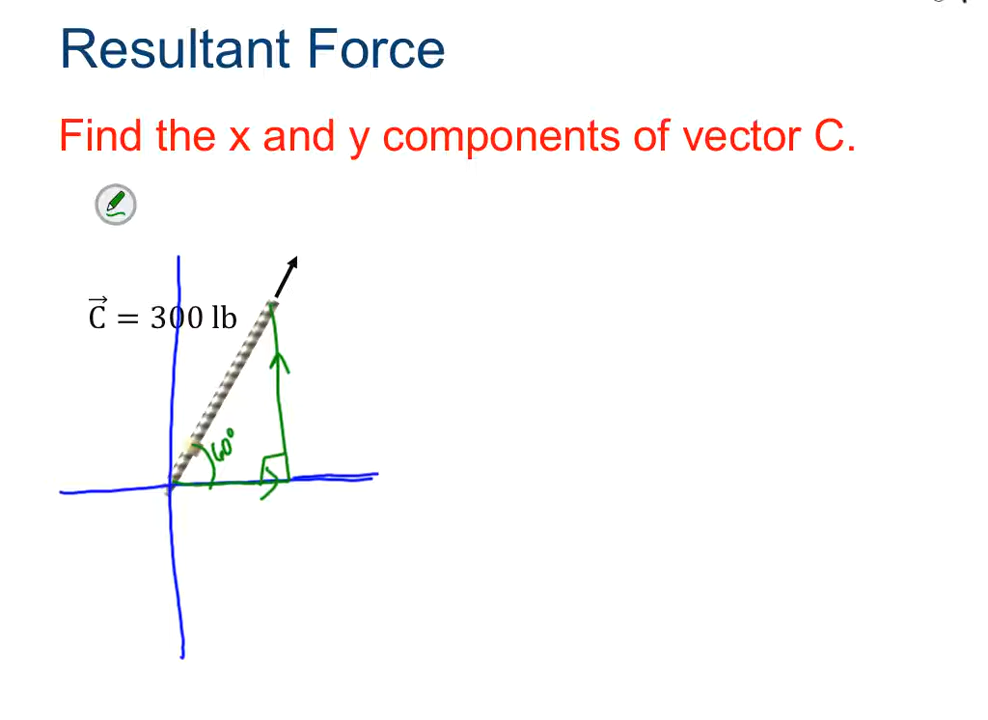 Resultant Force
Find the x and y components of vector C.
C⃗ = 300 lb
60°